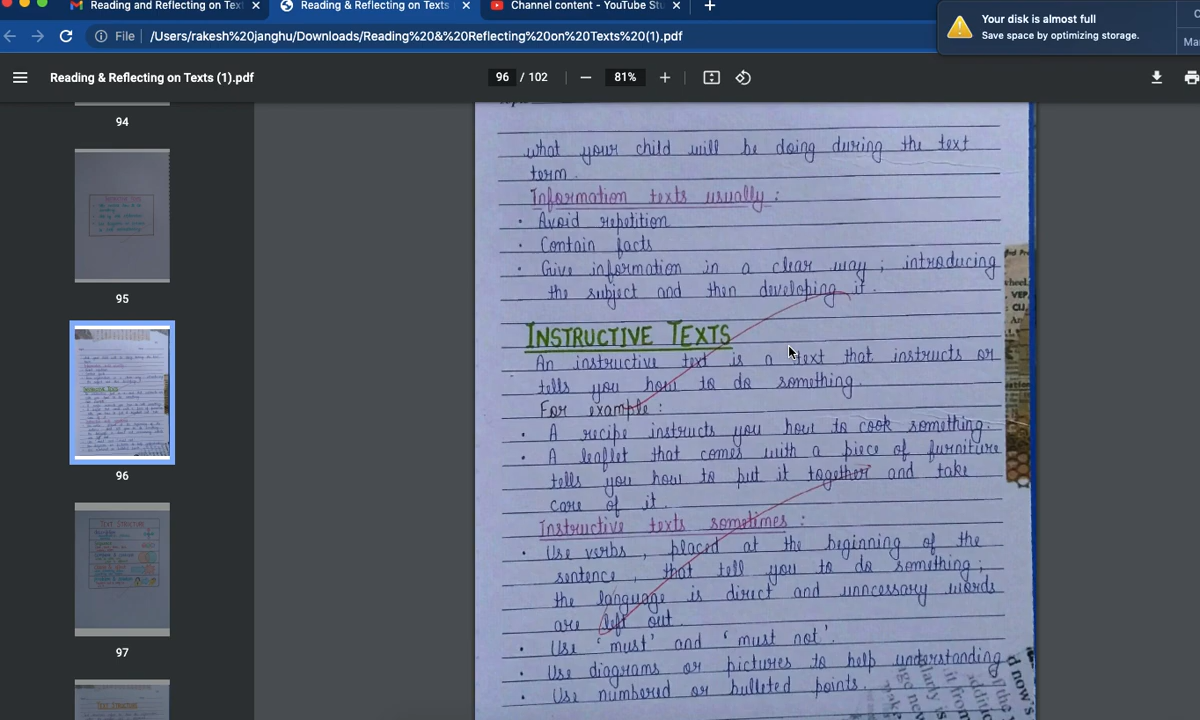 Reading and Reflecting on Tex
Reading & Reflecting on Texts
Channel content - YouTube Stu
Your disk is almost full
Save space by optimizing storage.
File
/Users/rakesh%20janghu/Downloads/Reading%20&%20Reflecting%20on%20Texts%20(1).pdf
Reading & Reflecting on Texts (1).pdf
96 / 102
81%
94
95
96
97
what your child will be doing during the text
term.
Information texts usually :
• Avoid repetition
• Contain facts
• Give information in a clear way ; introducing
the subject and then developing it.
INSTRUCTIVE TEXTS
An instructive text is a text that instructs or
tells you how to do something.
For example :
• A recipe instructs you how to cook something.
• A leaflet that comes with a piece of furniture
tells you how to put it together and take
care of it.
Instructive texts sometimes :
• Use verbs , placed at the beginning of the
sentence , that tell you to do something ;
the language is direct and unncessary words
are left out.
• Use 'must' and 'must not'.
• Use diagrams or pictures to help understanding
• Use numbered or bulleted points.